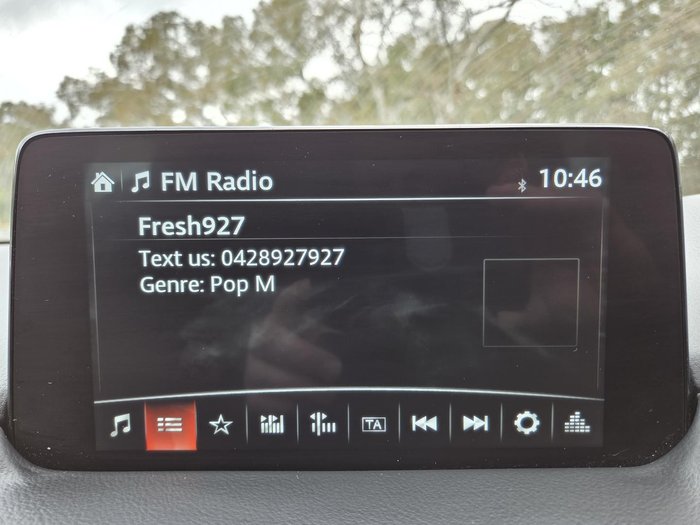 FM Radio
10:46
Fresh927
Text us: 0428927927
Genre: Pop M
TA